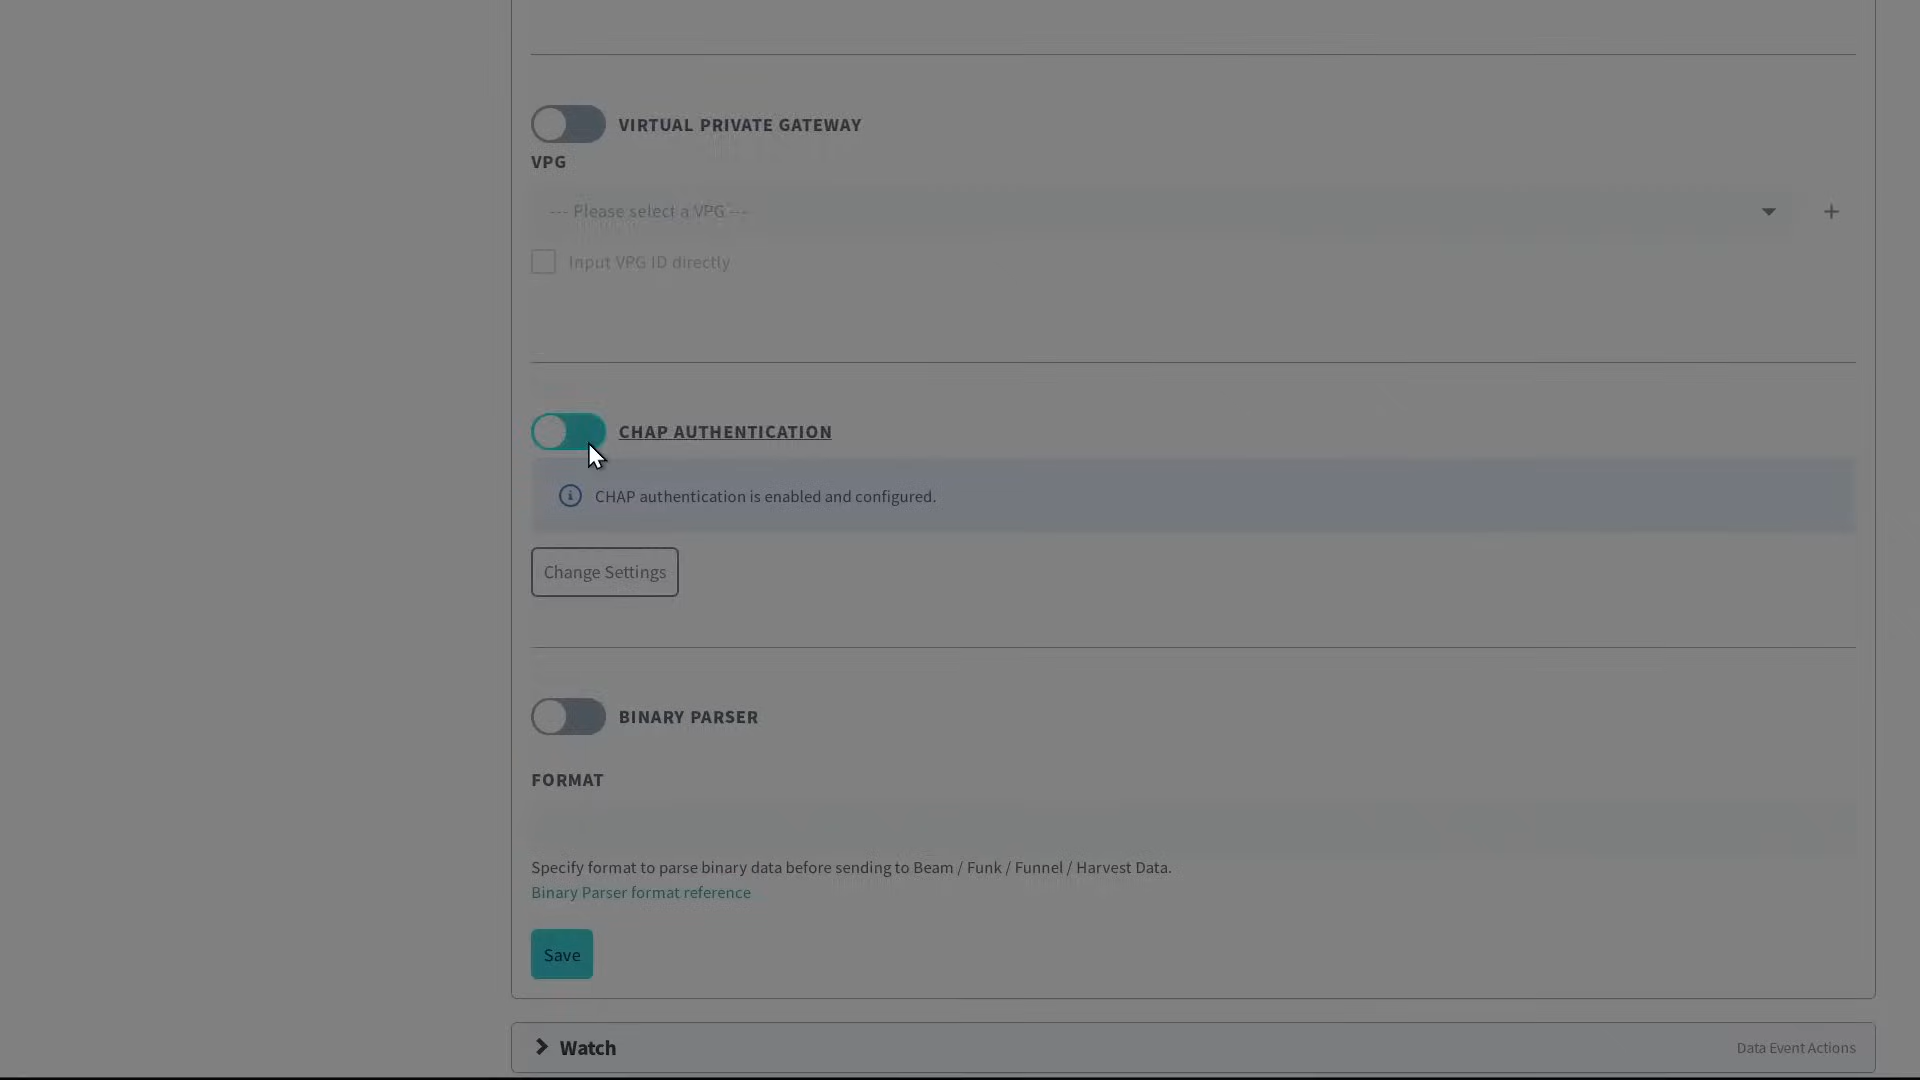 VIRTUAL PRIVATE GATEWAY
VPG
--- Please select a VPG ---
Input VPG ID directly
CHAP AUTHENTICATION
CHAP authentication is enabled and configured.
Change Settings
BINARY PARSER
FORMAT
Specify format to parse binary data before sending to Beam / Funk / Funnel / Harvest Data.
Binary Parser format reference
Save
Watch
Data Event Actions